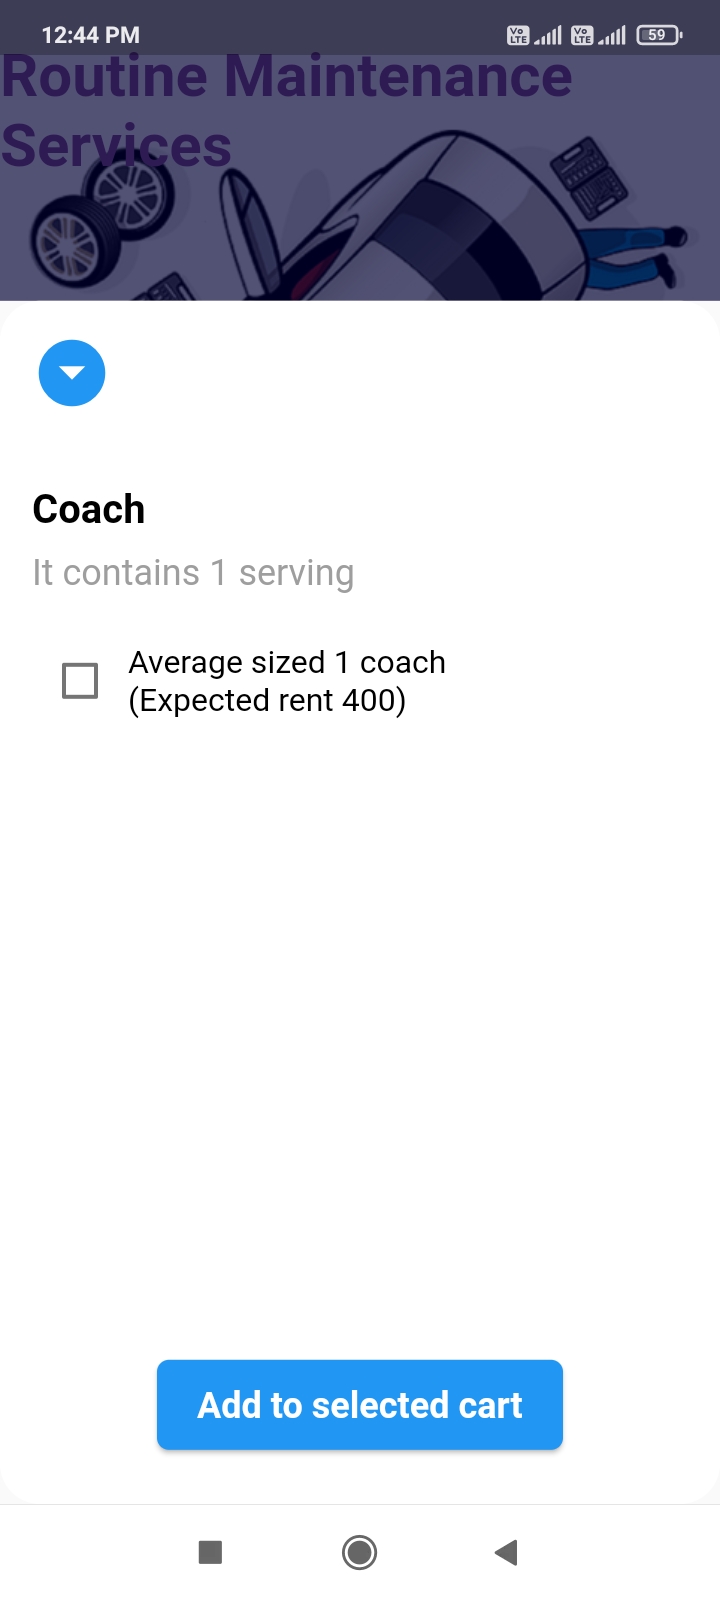 12:44 PM
Vo LTE Vo LTE 59
Routine Maintenance
Services
Coach
It contains 1 serving
Average sized 1 coach
(Expected rent 400)
Add to selected cart